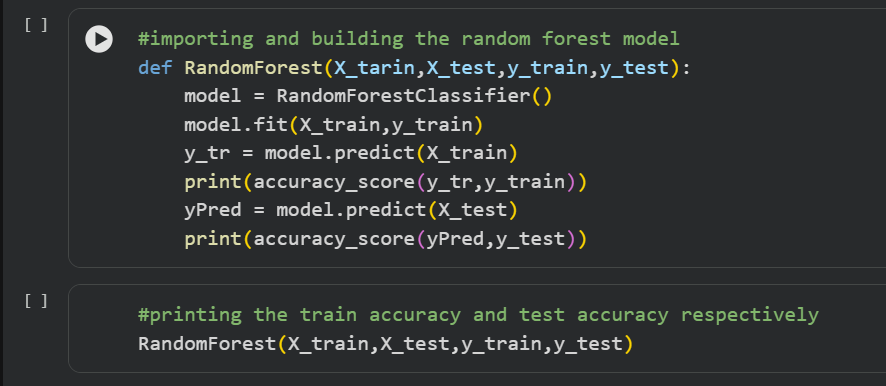 [ ]
#importing and building the random forest model
def RandomForest(X_tarin,X_test,y_train,y_test):
    model = RandomForestClassifier()
    model.fit(X_train,y_train)
    y_tr = model.predict(X_train)
    print(accuracy_score(y_tr,y_train))
    yPred = model.predict(X_test)
    print(accuracy_score(yPred,y_test))
[ ]
#printing the train accuracy and test accuracy respectively
RandomForest(X_train,X_test,y_train,y_test)